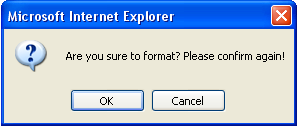 Microsoft Internet Explorer
Are you sure to format? Please confirm again!
OK Cancel